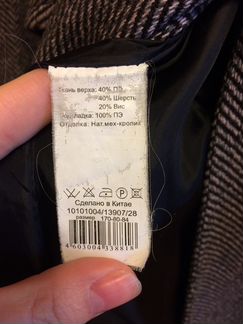 Ткань верха: 40% ПЭ
40% Шерсть
20% Вис
Подкладка: 100% ПЭ
Отделка: Нат.мех-кролик
Сделано в Китае
10101004/13907/28
размер 170-80-84
4603004338818